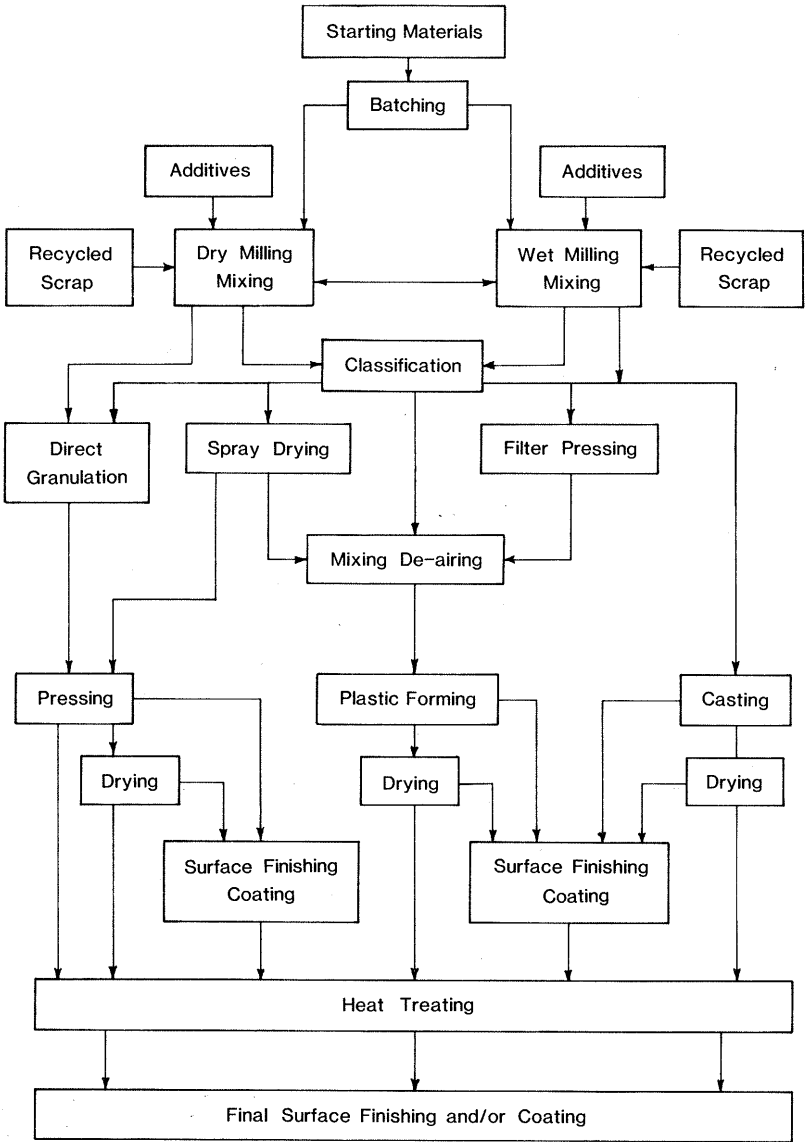 Starting Materials
Batching
Additives
Additives
Recycled
Scrap
Dry Milling
Mixing
Wet Milling
Mixing
Recycled
Scrap
Classification
Direct
Granulation
Spray Drying
Filter Pressing
Mixing De-airing
Pressing
Plastic Forming
Casting
Drying
Drying
Drying
Surface Finishing
Coating
Surface Finishing
Coating
Heat Treating
Final Surface Finishing and/or Coating